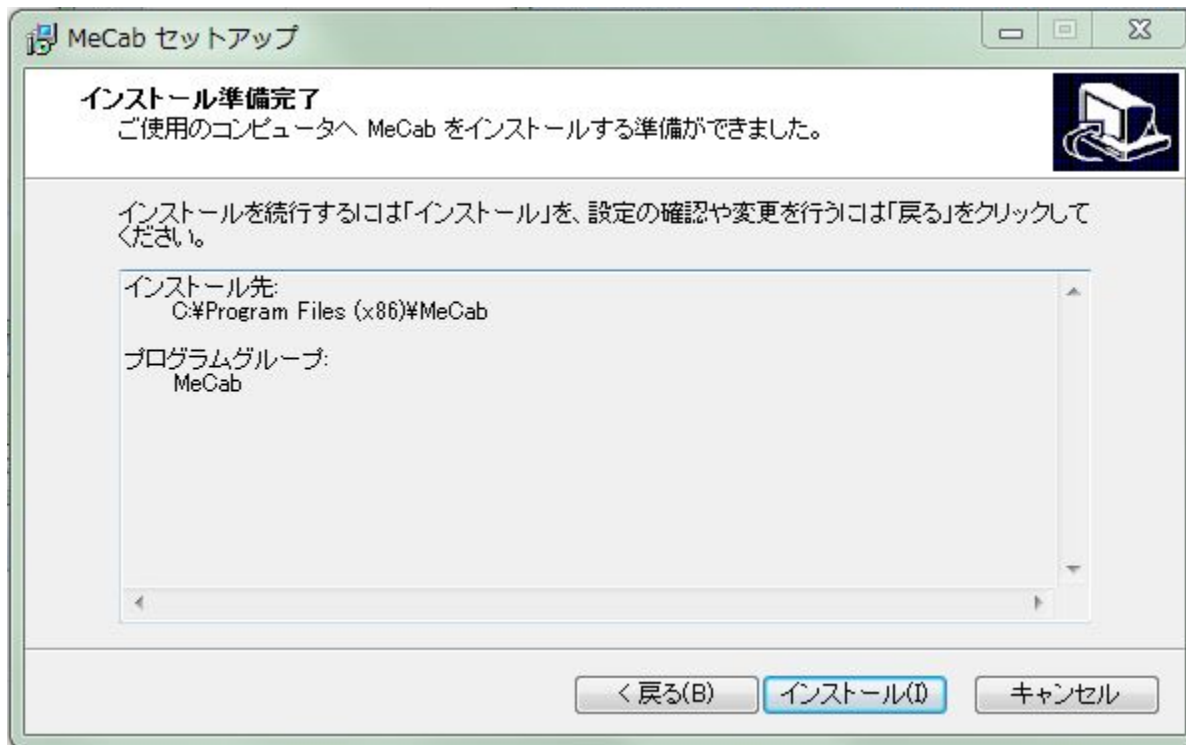 MeCab セットアップ
インストール準備完了
ご使用のコンピュータへ MeCab をインストールする準備ができました。
インストールを続行するには「インストール」を、設定の確認や変更を行うには「戻る」をクリックして
ください。
インストール先:
C:¥Program Files (x86)¥MeCab
プログラムグループ:
MeCab
< 戻る(B)
インストール(I)
キャンセル